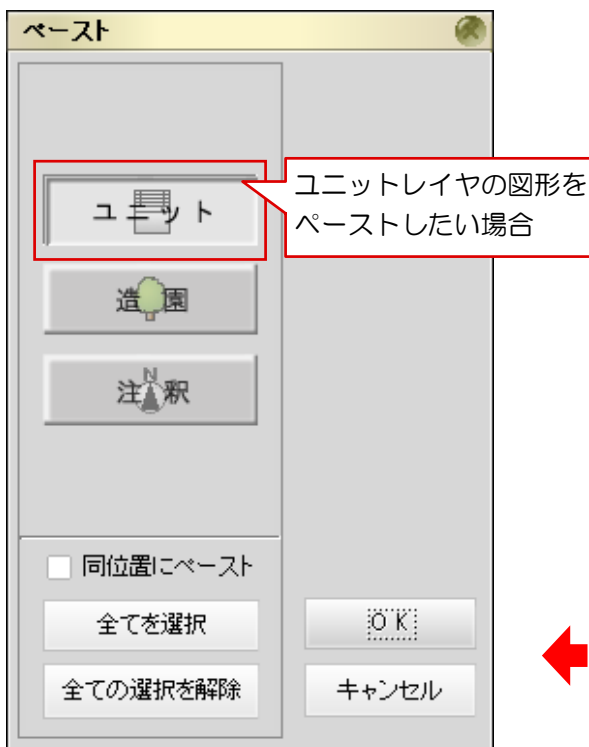 ペースト
ユニット
ユニットレイヤの図形を
ペーストしたい場合
造園
N
注釈
同位置にペースト
全てを選択
OK
全ての選択を解除
キャンセル